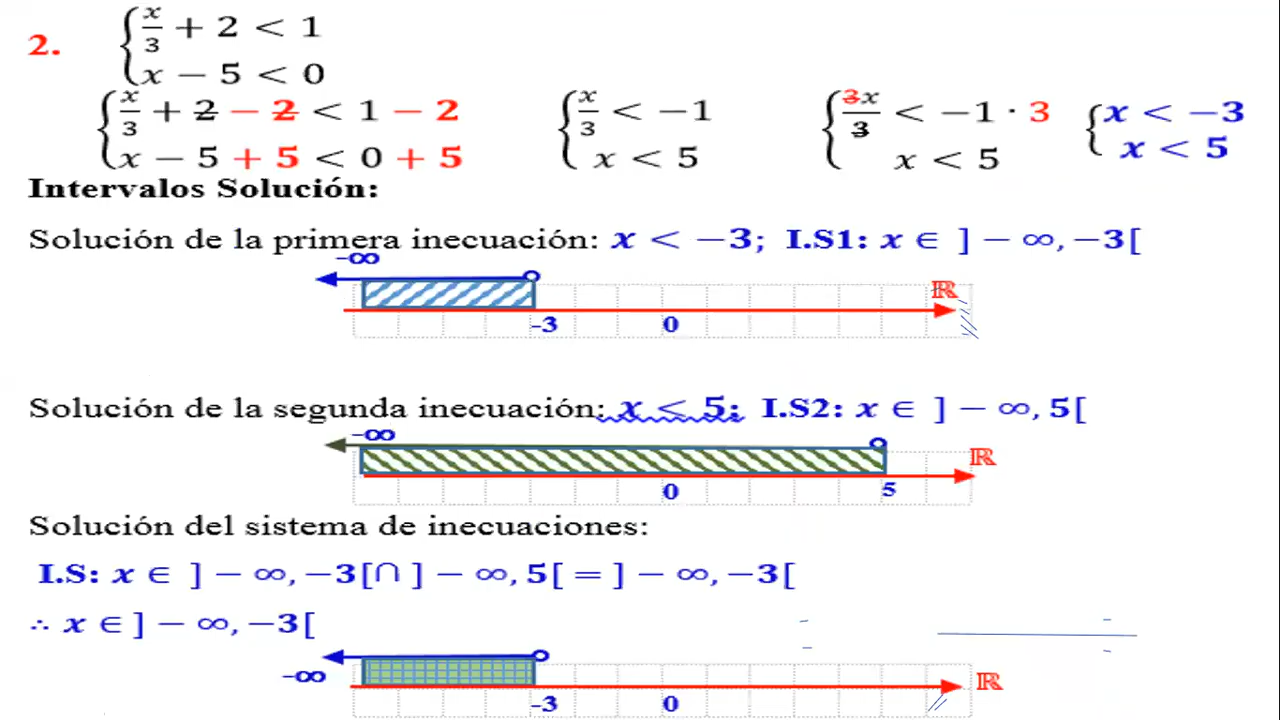 2. { x/3 + 2 < 1
x − 5 < 0
{ x/3 + 2 − 2 < 1 − 2 { x/3 < −1 { 3x/3 < −1 · 3 { x < −3
x − 5 + 5 < 0 + 5 x < 5 x < 5 x < 5
Intervalos Solución:
Solución de la primera inecuación: x < −3; I.S1: x ∈ ] − ∞, −3[
-∞
ℝ
-3 0
Solución de la segunda inecuación: x < 5; I.S2: x ∈ ] − ∞, 5[
-∞
ℝ
0 5
Solución del sistema de inecuaciones:
I.S: x ∈ ] − ∞, −3[∩ ] − ∞, 5[ = ] − ∞, −3[
∴ x ∈ ] − ∞, −3[
-∞ ℝ
-3 0